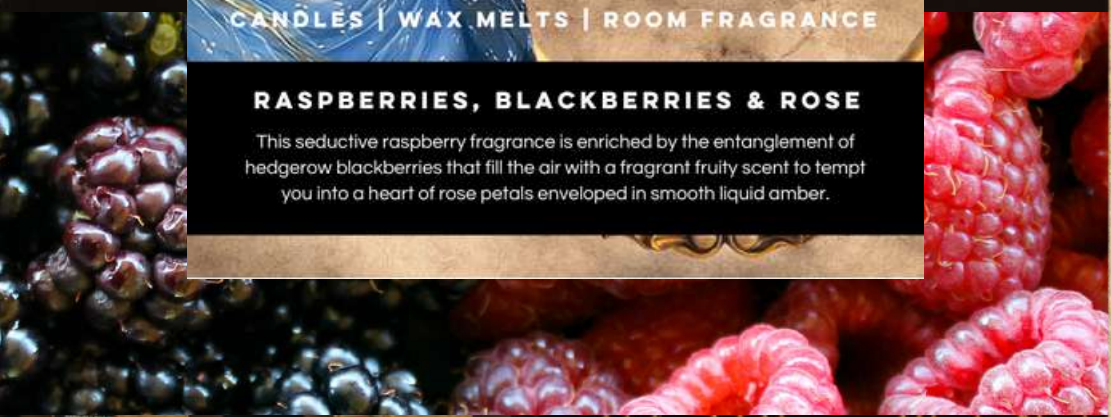 CANDLES | WAX MELTS | ROOM FRAGRANCE
RASPBERRIES, BLACKBERRIES & ROSE
This seductive raspberry fragrance is enriched by the entanglement of
hedgerow blackberries that fill the air with a fragrant fruity scent to tempt
you into a heart of rose petals enveloped in smooth liquid amber.